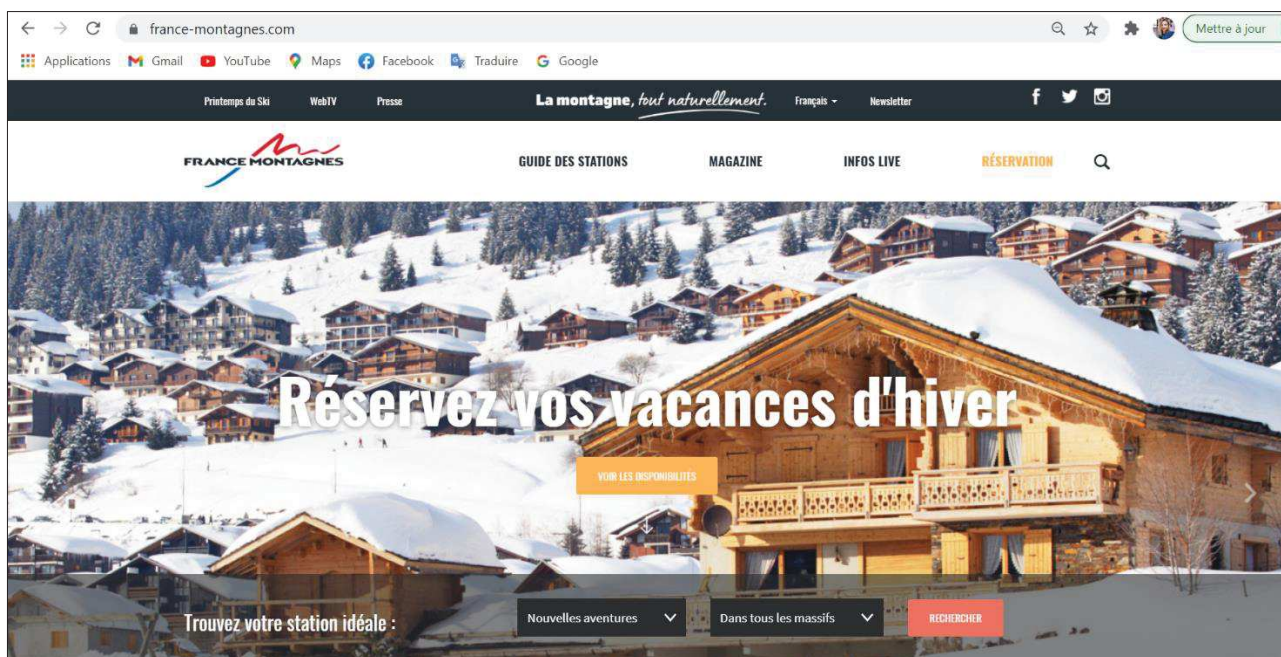 france-montagnes.com
Mettre à jour
Applications Gmail YouTube Maps Facebook Traduire Google
Printemps du Ski WebTV Presse La montagne, tout naturellement. Français Newsletter
FRANCE MONTAGNES GUIDE DES STATIONS MAGAZINE INFOS LIVE RÉSERVATION
Réservez vos vacances d'hiver
VOIR LES DISPONIBILITÉS
Trouvez votre station idéale : Nouvelles aventures Dans tous les massifs RECHERCHER